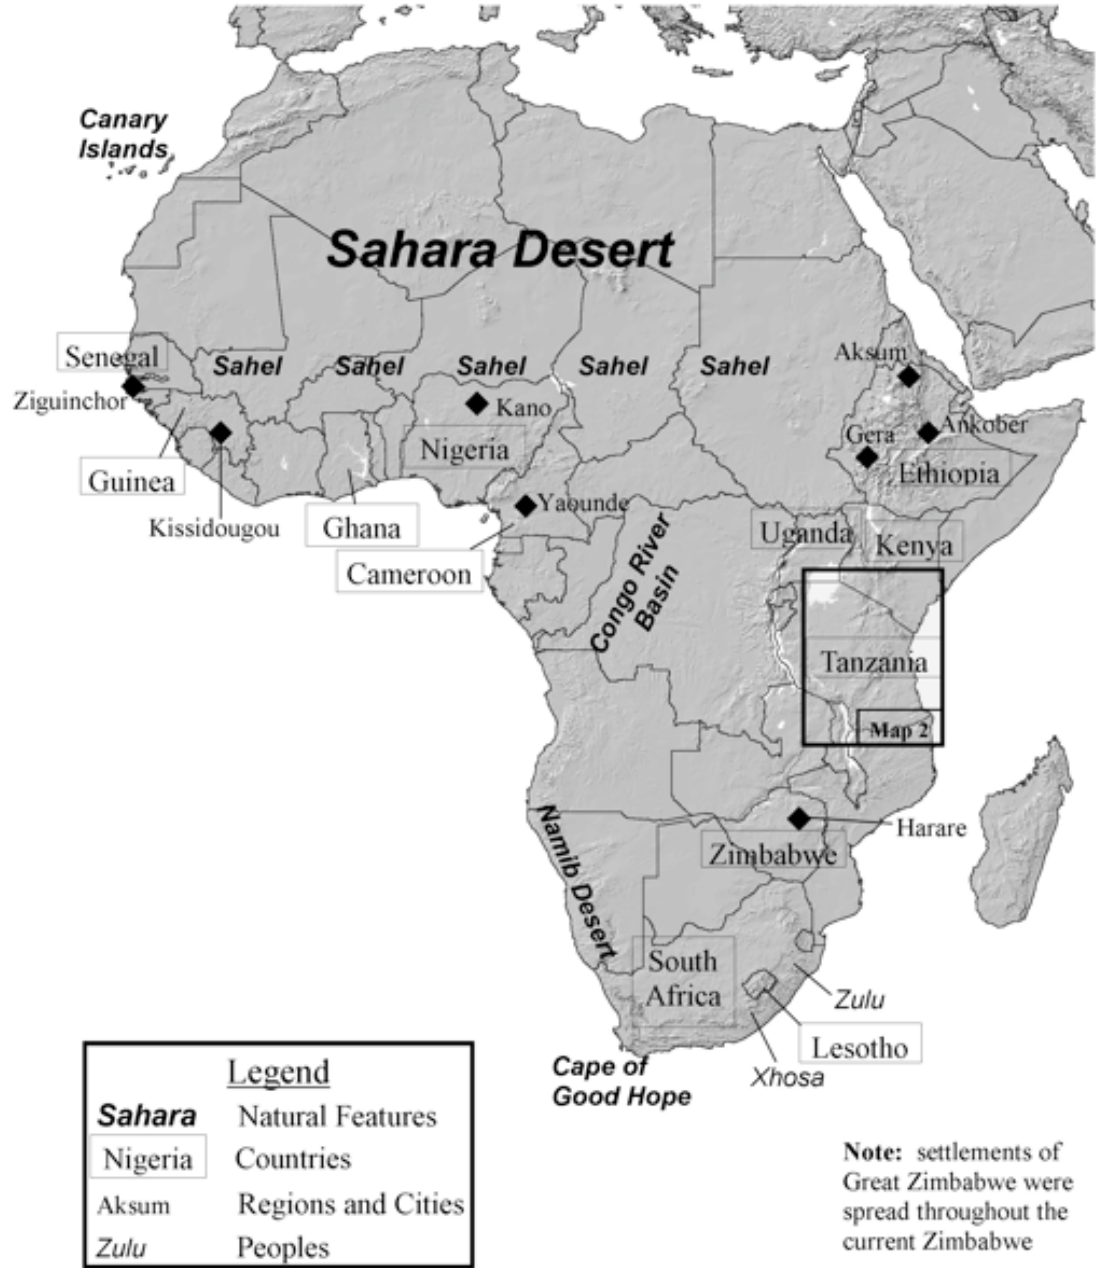 Canary
Islands
Sahara Desert
Senegal
Sahel
Sahel
Sahel
Sahel
Sahel
Aksum
Ziguinchor
Kano
Ankober
Gera
Nigeria
Guinea
Ethiopia
Kissidougou
Ghana
Yaounde
Uganda
Kenya
Cameroon
Congo River
Basin
Tanzania
Map 2
Harare
Zimbabwe
Namib Desert
South
Africa
Zulu
Lesotho
Cape of
Good Hope
Xhosa
Legend
Sahara Natural Features
Nigeria Countries
Aksum Regions and Cities
Zulu Peoples
Note: settlements of
Great Zimbabwe were
spread throughout the
current Zimbabwe